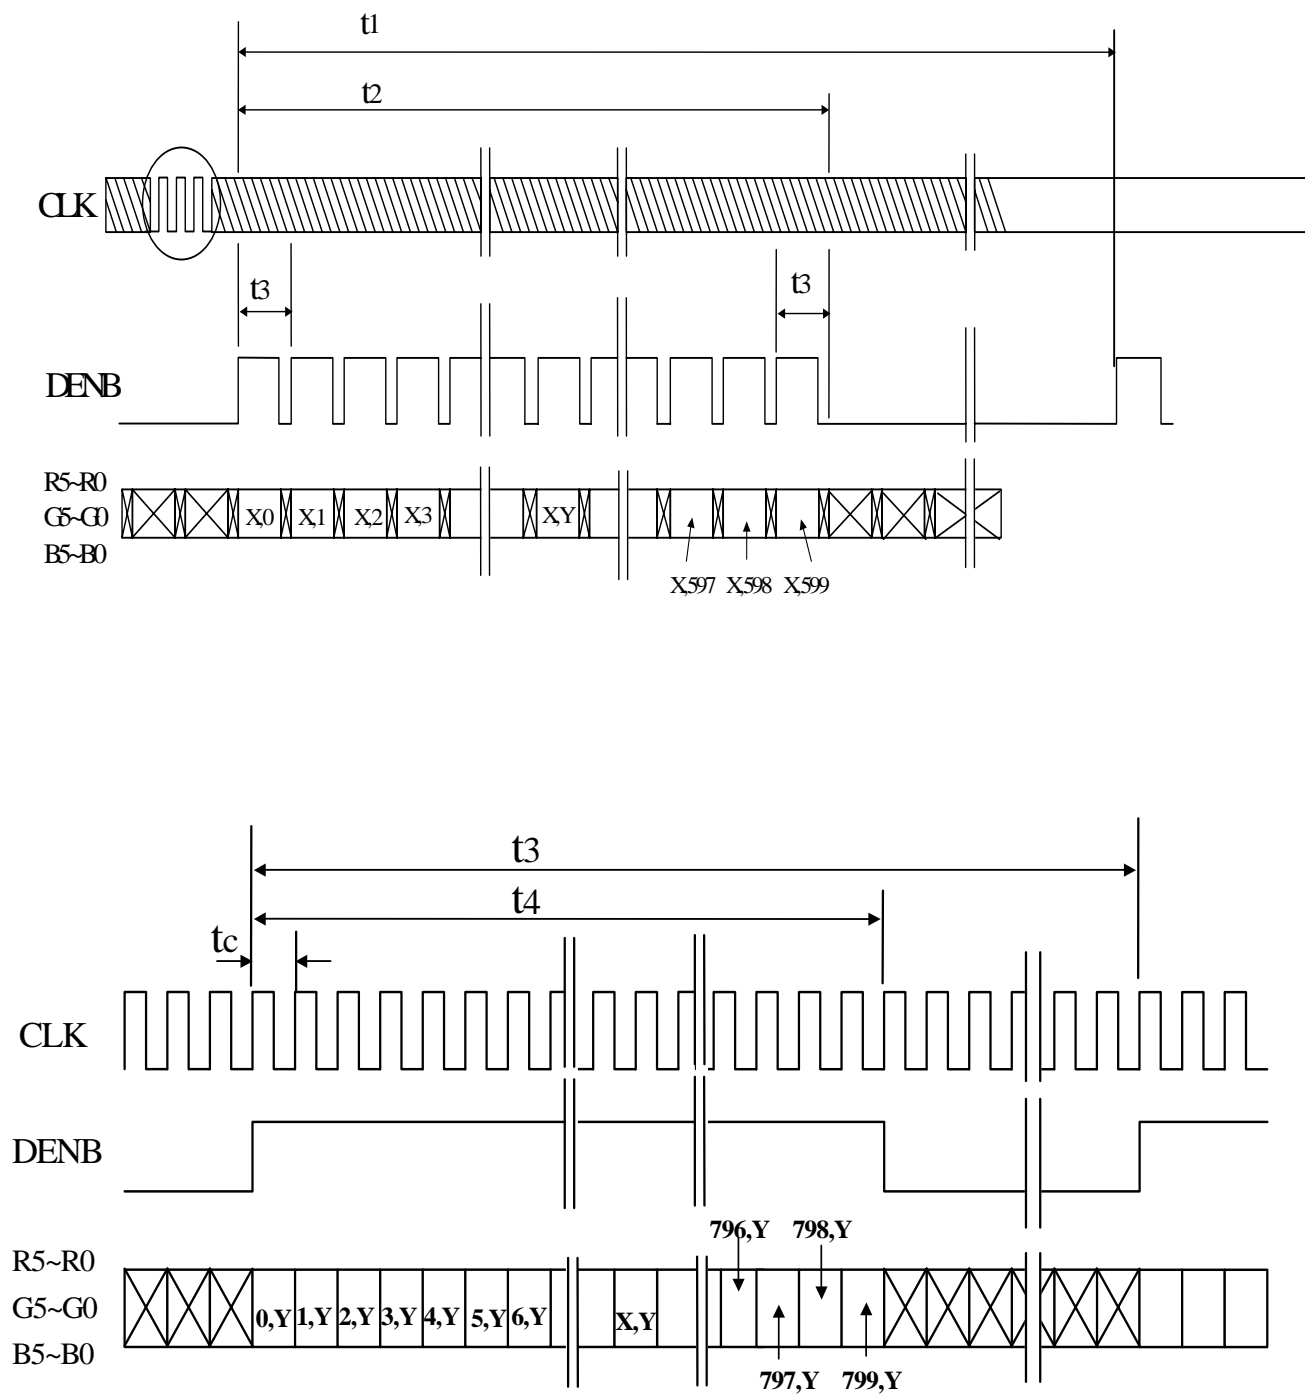 t1
t2
CLK
t3 t3
DENB
R5~R0
G5~G0
B5~B0
X,0 X,1 X,2 X,3 X,Y
X,597 X,598 X,599
t3
t4
tc
CLK
DENB
796,Y 798,Y
R5~R0
G5~G0
B5~B0
0,Y 1,Y 2,Y 3,Y 4,Y 5,Y 6,Y X,Y
797,Y 799,Y